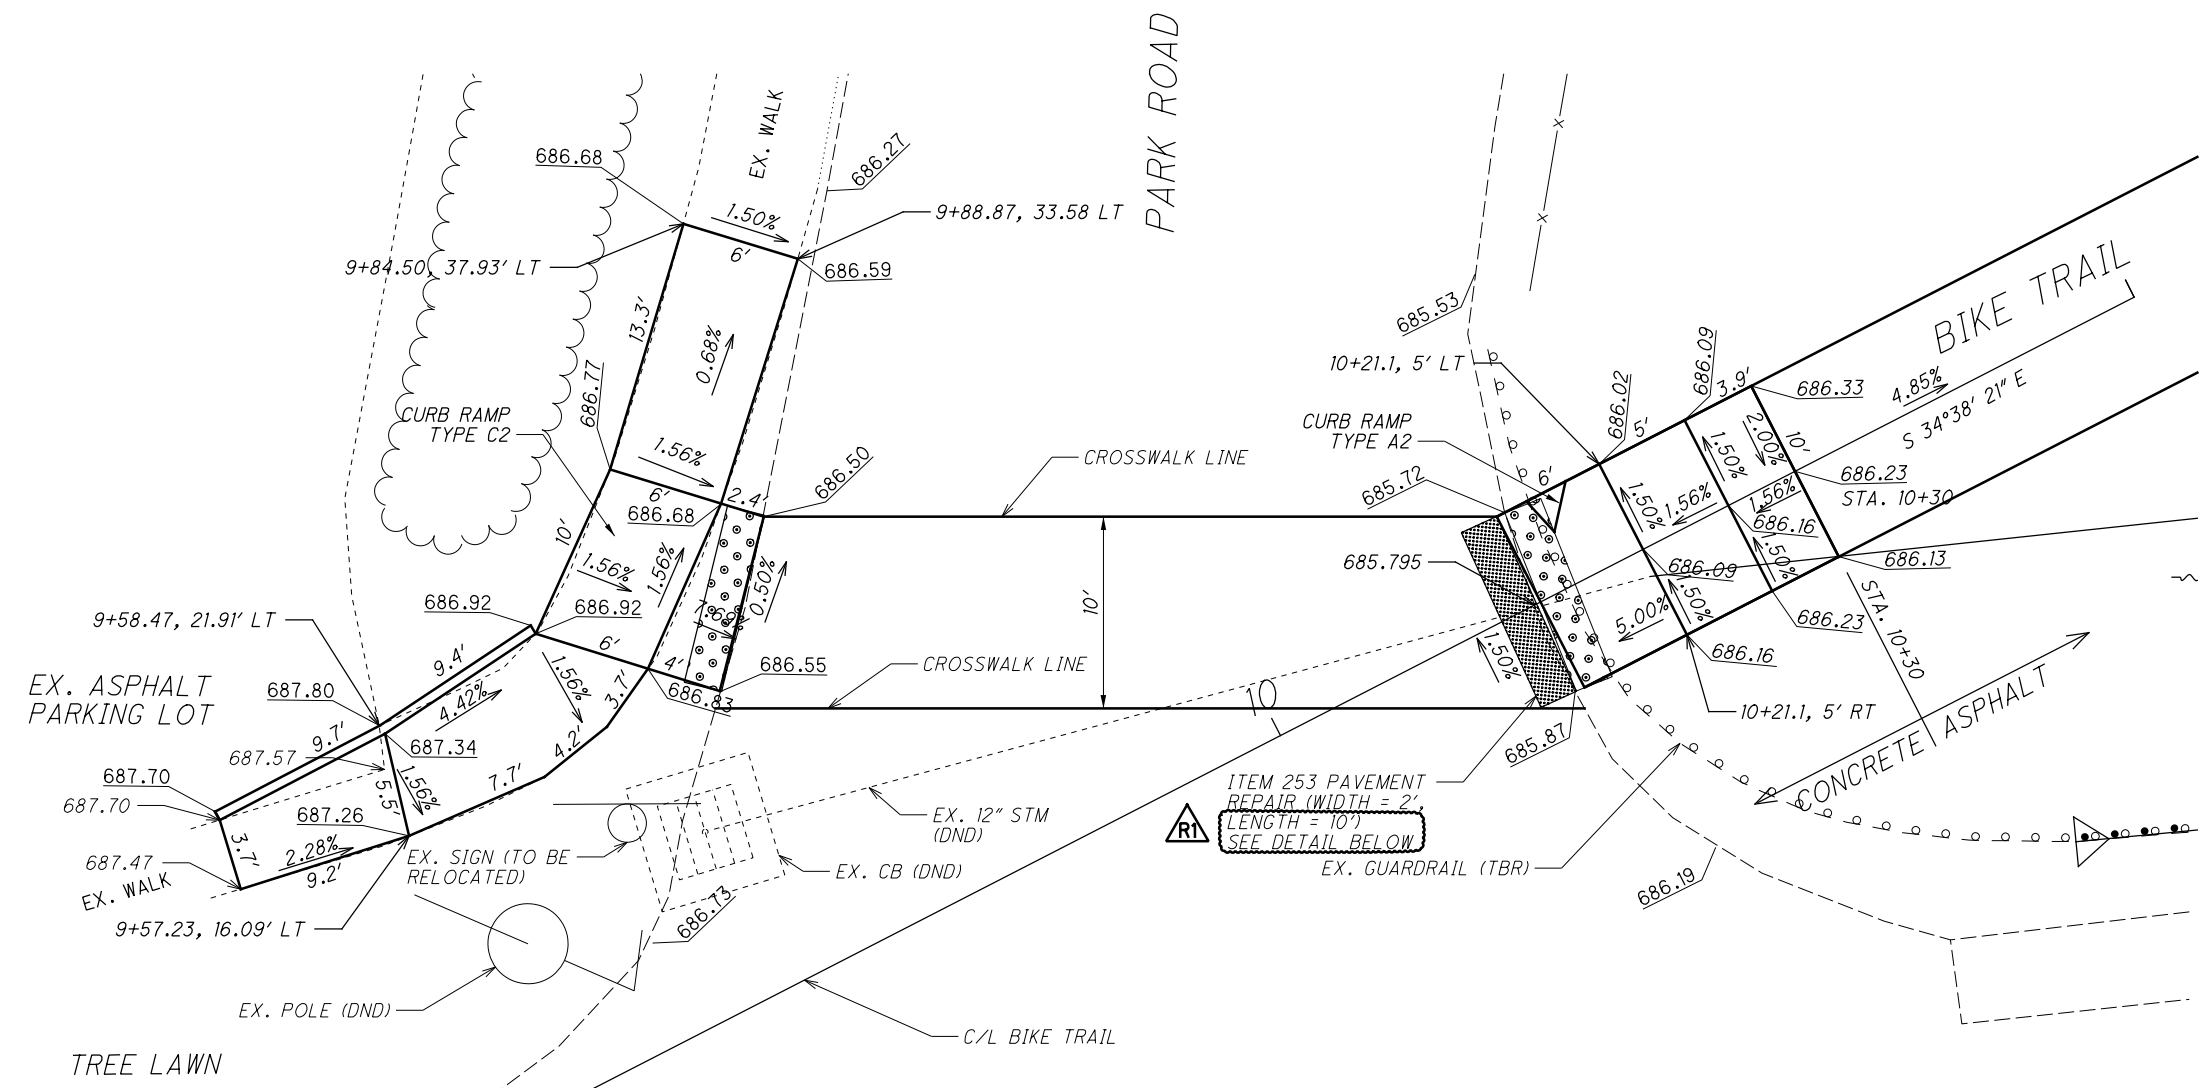 PARK ROAD
EX. WALK
686.27
686.68
1.50%
9+88.87, 33.58 LT
6'
9+84.50, 37.93' LT
686.59
13.3'
0.68%
686.77
CURB RAMP
TYPE C2
1.56%
6'
2.4'
686.50
686.68
10'
1.56%
1.56%
0.50%
686.92
686.92
9+58.47, 21.91' LT
6'
4'
686.55
686.83
9.4'
1.56%
3.7'
EX. ASPHALT
PARKING LOT
687.80
4.42%
9.7'
4.2'
687.57
687.34
687.70
687.70
1.56%
5.5'
7.7'
687.26
3.7'
2.28%
687.47
9.2'
EX. WALK
EX. SIGN (TO BE
RELOCATED)
9+57.23, 16.09' LT
686.73
EX. POLE (DND)
TREE LAWN
CROSSWALK LINE
10'
CROSSWALK LINE
EX. 12" STM
(DND)
EX. CB (DND)
C/L BIKE TRAIL
10
685.53
10+21.1, 5' LT
686.09
686.02
CURB RAMP
TYPE A2
685.72
6'
5'
3.9'
686.33
BIKE TRAIL
4.85%
S 34°38' 21" E
2.00%
10'
1.50%
1.50%
1.56%
1.56%
686.23
STA. 10+30
686.16
685.795
686.09
1.50%
686.13
1.50%
5.00%
686.23
1.50%
686.16
STA. 10+30
10+21.1, 5' RT
685.87
CONCRETE
ASPHALT
ITEM 253 PAVEMENT
REPAIR (WIDTH = 2',
LENGTH = 10')
SEE DETAIL BELOW
R1
EX. GUARDRAIL (TBR)
686.19